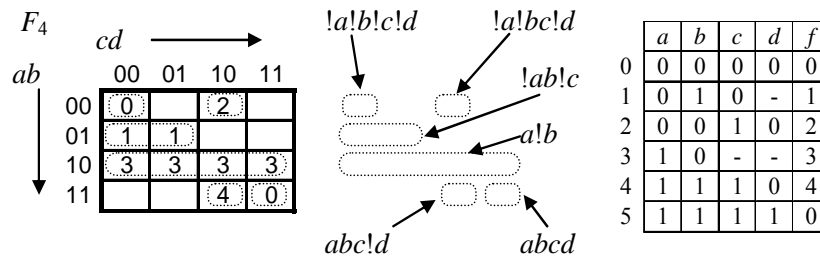 F4
cd
ab
00 01 10 11
00 0 2
01 1 1
10 3 3 3 3
11 4 0
!a!b!c!d
!a!bc!d
!ab!c
a!b
abc!d
abcd
a b c d f
0 0 0 0 0 0
1 0 1 0 - 1
2 0 0 1 0 2
3 1 0 - - 3
4 1 1 1 0 4
5 1 1 1 1 0